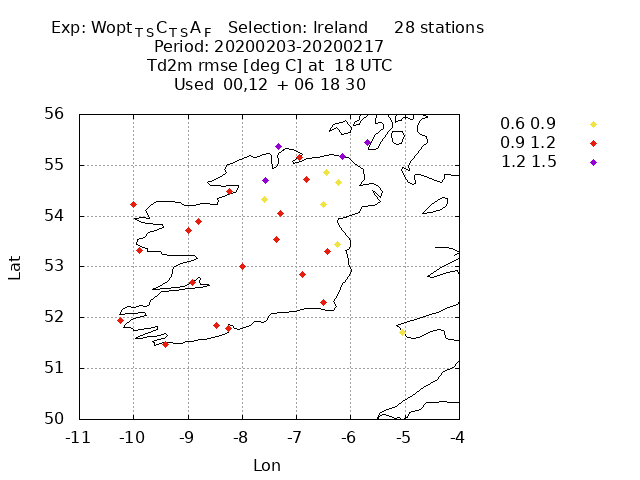 Exp: Wopt T S C T S A F Selection: Ireland 28 stations
Period: 20200203-20200217
Td2m rmse [deg C] at 18 UTC
Used 00,12 + 06 18 30
0.6 0.9
0.9 1.2
1.2 1.5
56
55
54
53
52
51
50
-11 -10 -9 -8 -7 -6 -5 -4
Lat
Lon